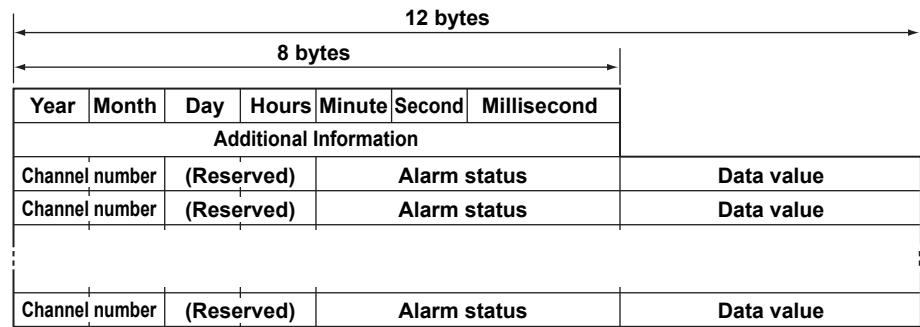 12 bytes
8 bytes
Year Month Day Hours Minute Second Millisecond
Additional Information
Channel number (Reserved) Alarm status Data value
Channel number (Reserved) Alarm status Data value
Channel number (Reserved) Alarm status Data value